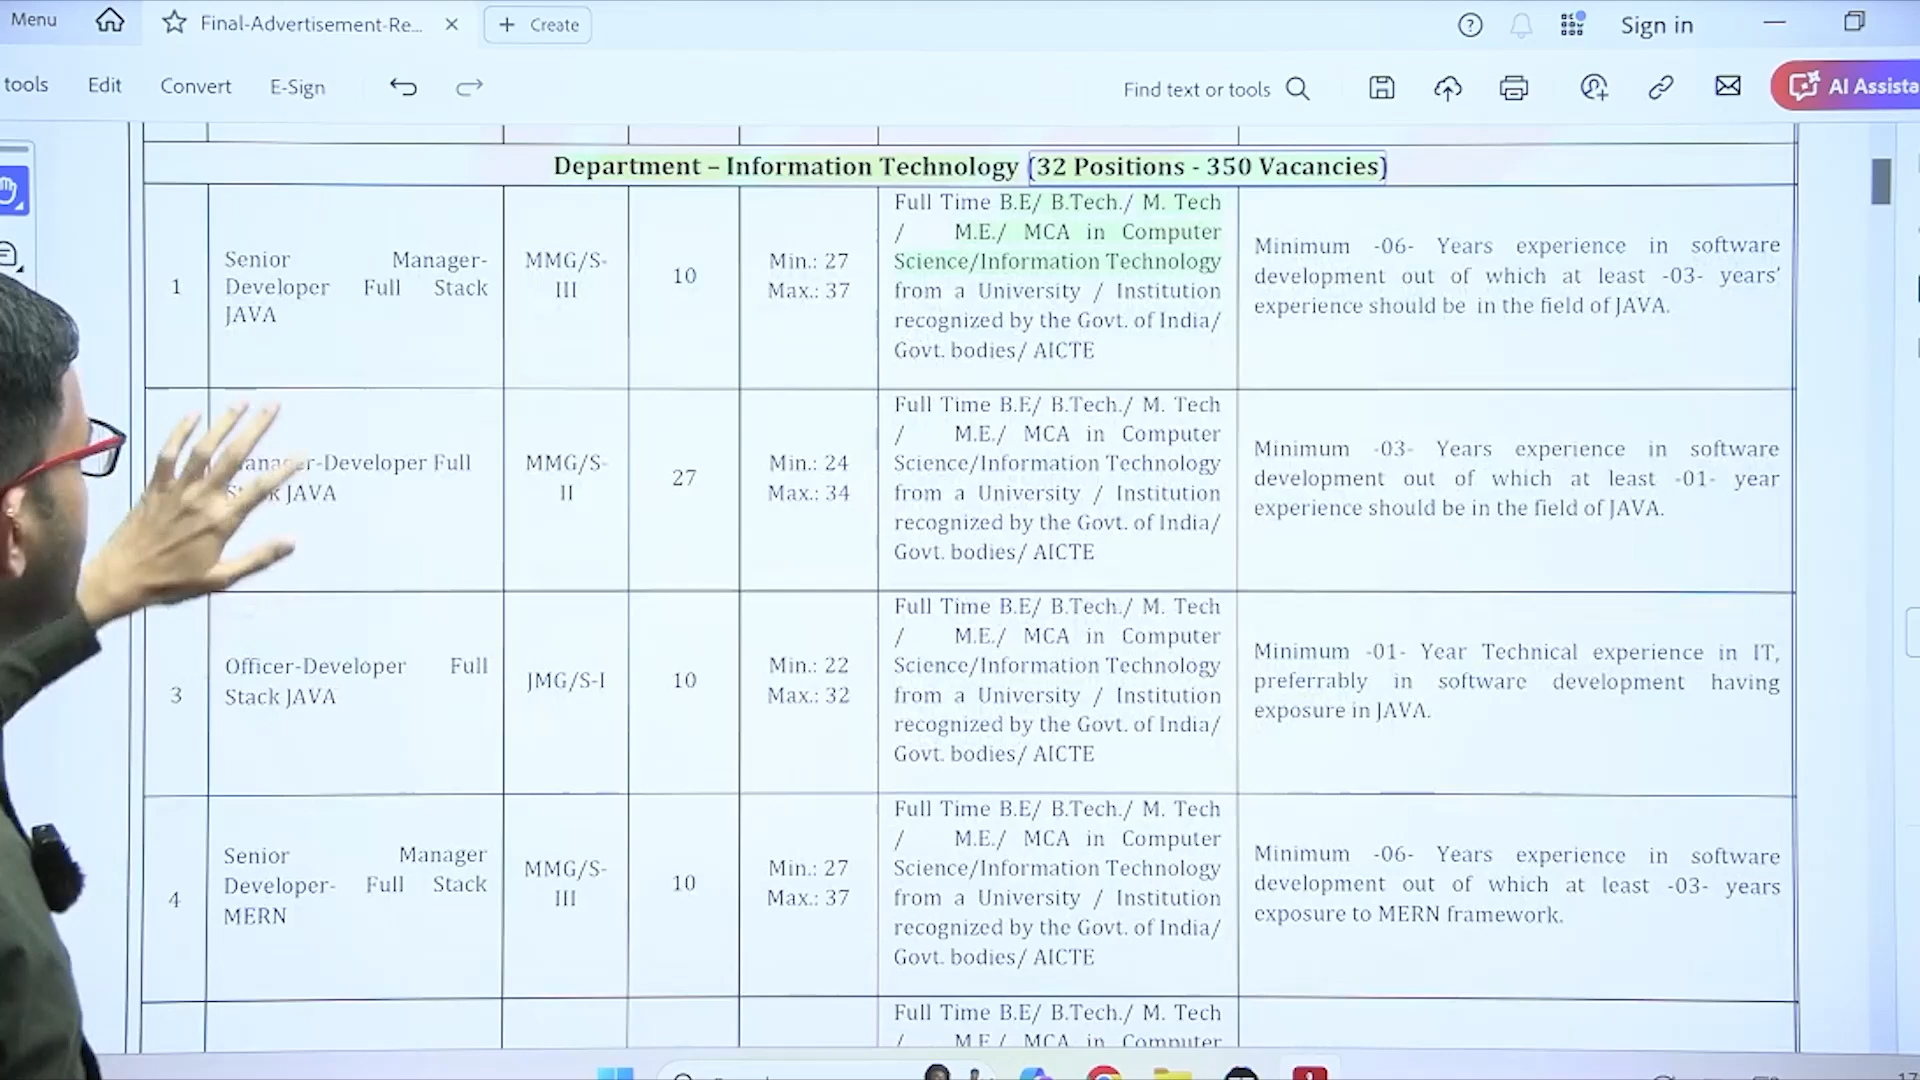 Menu
Final-Advertisement-Re...
Create
Sign in
tools
Edit
Convert
E-Sign
Find text or tools
AI Assista
Department – Information Technology (32 Positions - 350 Vacancies)
1
Senior Manager-
Developer Full Stack
JAVA
MMG/S-
III
10
Min.: 27
Max.: 37
Full Time B.E/ B.Tech./ M. Tech
/ M.E./ MCA in Computer
Science/Information Technology
from a University / Institution
recognized by the Govt. of India/
Govt. bodies/ AICTE
Minimum -06- Years experience in software
development out of which at least -03- years'
experience should be in the field of JAVA.
Manager-Developer Full
JAVA
MMG/S-
II
27
Min.: 24
Max.: 34
Full Time B.E/ B.Tech./ M. Tech
/ M.E./ MCA in Computer
Science/Information Technology
from a University / Institution
recognized by the Govt. of India/
Govt. bodies/ AICTE
Minimum -03- Years experience in software
development out of which at least -01- year
experience should be in the field of JAVA.
3
Officer-Developer Full
Stack JAVA
JMG/S-I
10
Min.: 22
Max.: 32
Full Time B.E/ B.Tech./ M. Tech
/ M.E./ MCA in Computer
Science/Information Technology
from a University / Institution
recognized by the Govt. of India/
Govt. bodies/ AICTE
Minimum -01- Year Technical experience in IT,
preferrably in software development having
exposure in JAVA.
4
Senior Manager
Developer- Full Stack
MERN
MMG/S-
III
10
Min.: 27
Max.: 37
Full Time B.E/ B.Tech./ M. Tech
/ M.E./ MCA in Computer
Science/Information Technology
from a University / Institution
recognized by the Govt. of India/
Govt. bodies/ AICTE
Minimum -06- Years experience in software
development out of which at least -03- years
exposure to MERN framework.
Full Time B.E/ B.Tech./ M. Tech
/ M.E./ MCA in Computer